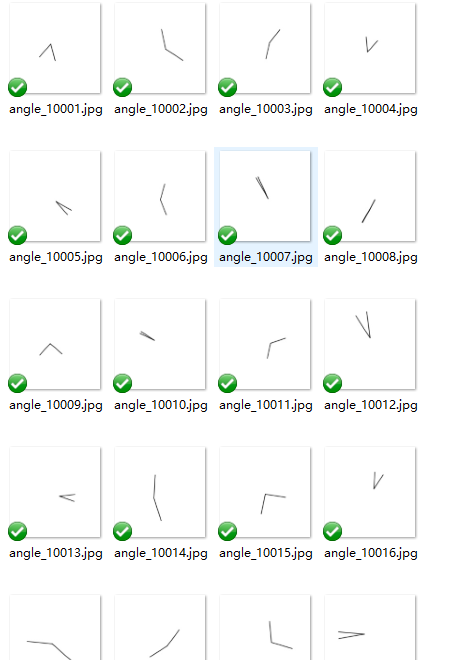 angle_10001.jpg angle_10002.jpg angle_10003.jpg angle_10004.jpg
angle_10005.jpg angle_10006.jpg angle_10007.jpg angle_10008.jpg
angle_10009.jpg angle_10010.jpg angle_10011.jpg angle_10012.jpg
angle_10013.jpg angle_10014.jpg angle_10015.jpg angle_10016.jpg